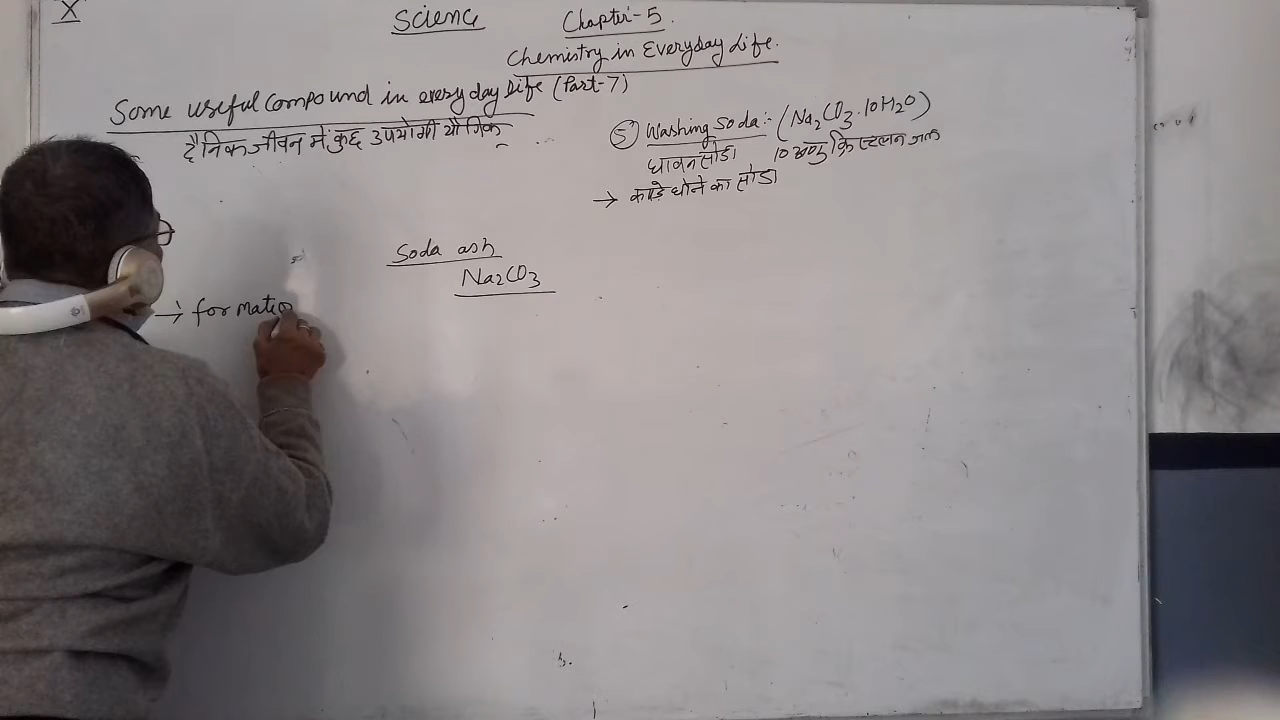 X
Science Chapter-5.
Chemistry in Everyday Life.
Some useful Compound in every day life (Part-7)
दैनिक जीवन में कुछ उपयोगी यौगिक
⑤ Washing Soda:- (Na₂CO₃.10H₂O)
धावन सोडा 10 अणु क्रिस्टलन जल
→ कपड़े धोने का सोडा
Soda ash
Na₂CO₃
→ formatio